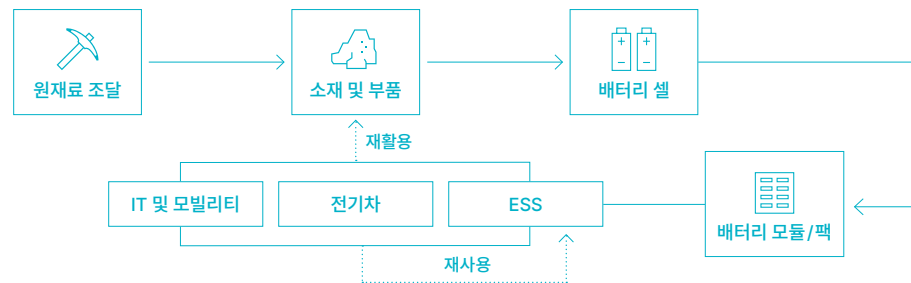 원재료 조달
소재 및 부품
배터리 셀
재활용
IT 및 모빌리티
전기차
ESS
배터리 모듈/팩
재사용